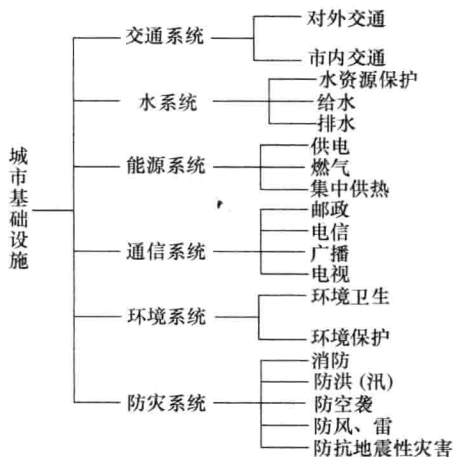 城市基础设施
交通系统
对外交通
市内交通
水系统
水资源保护
给水
排水
能源系统
供电
燃气
集中供热
通信系统
邮政
电信
广播
电视
环境系统
环境卫生
环境保护
防灾系统
消防
防洪(汛)
防空袭
防风、雷
防抗地震性灾害